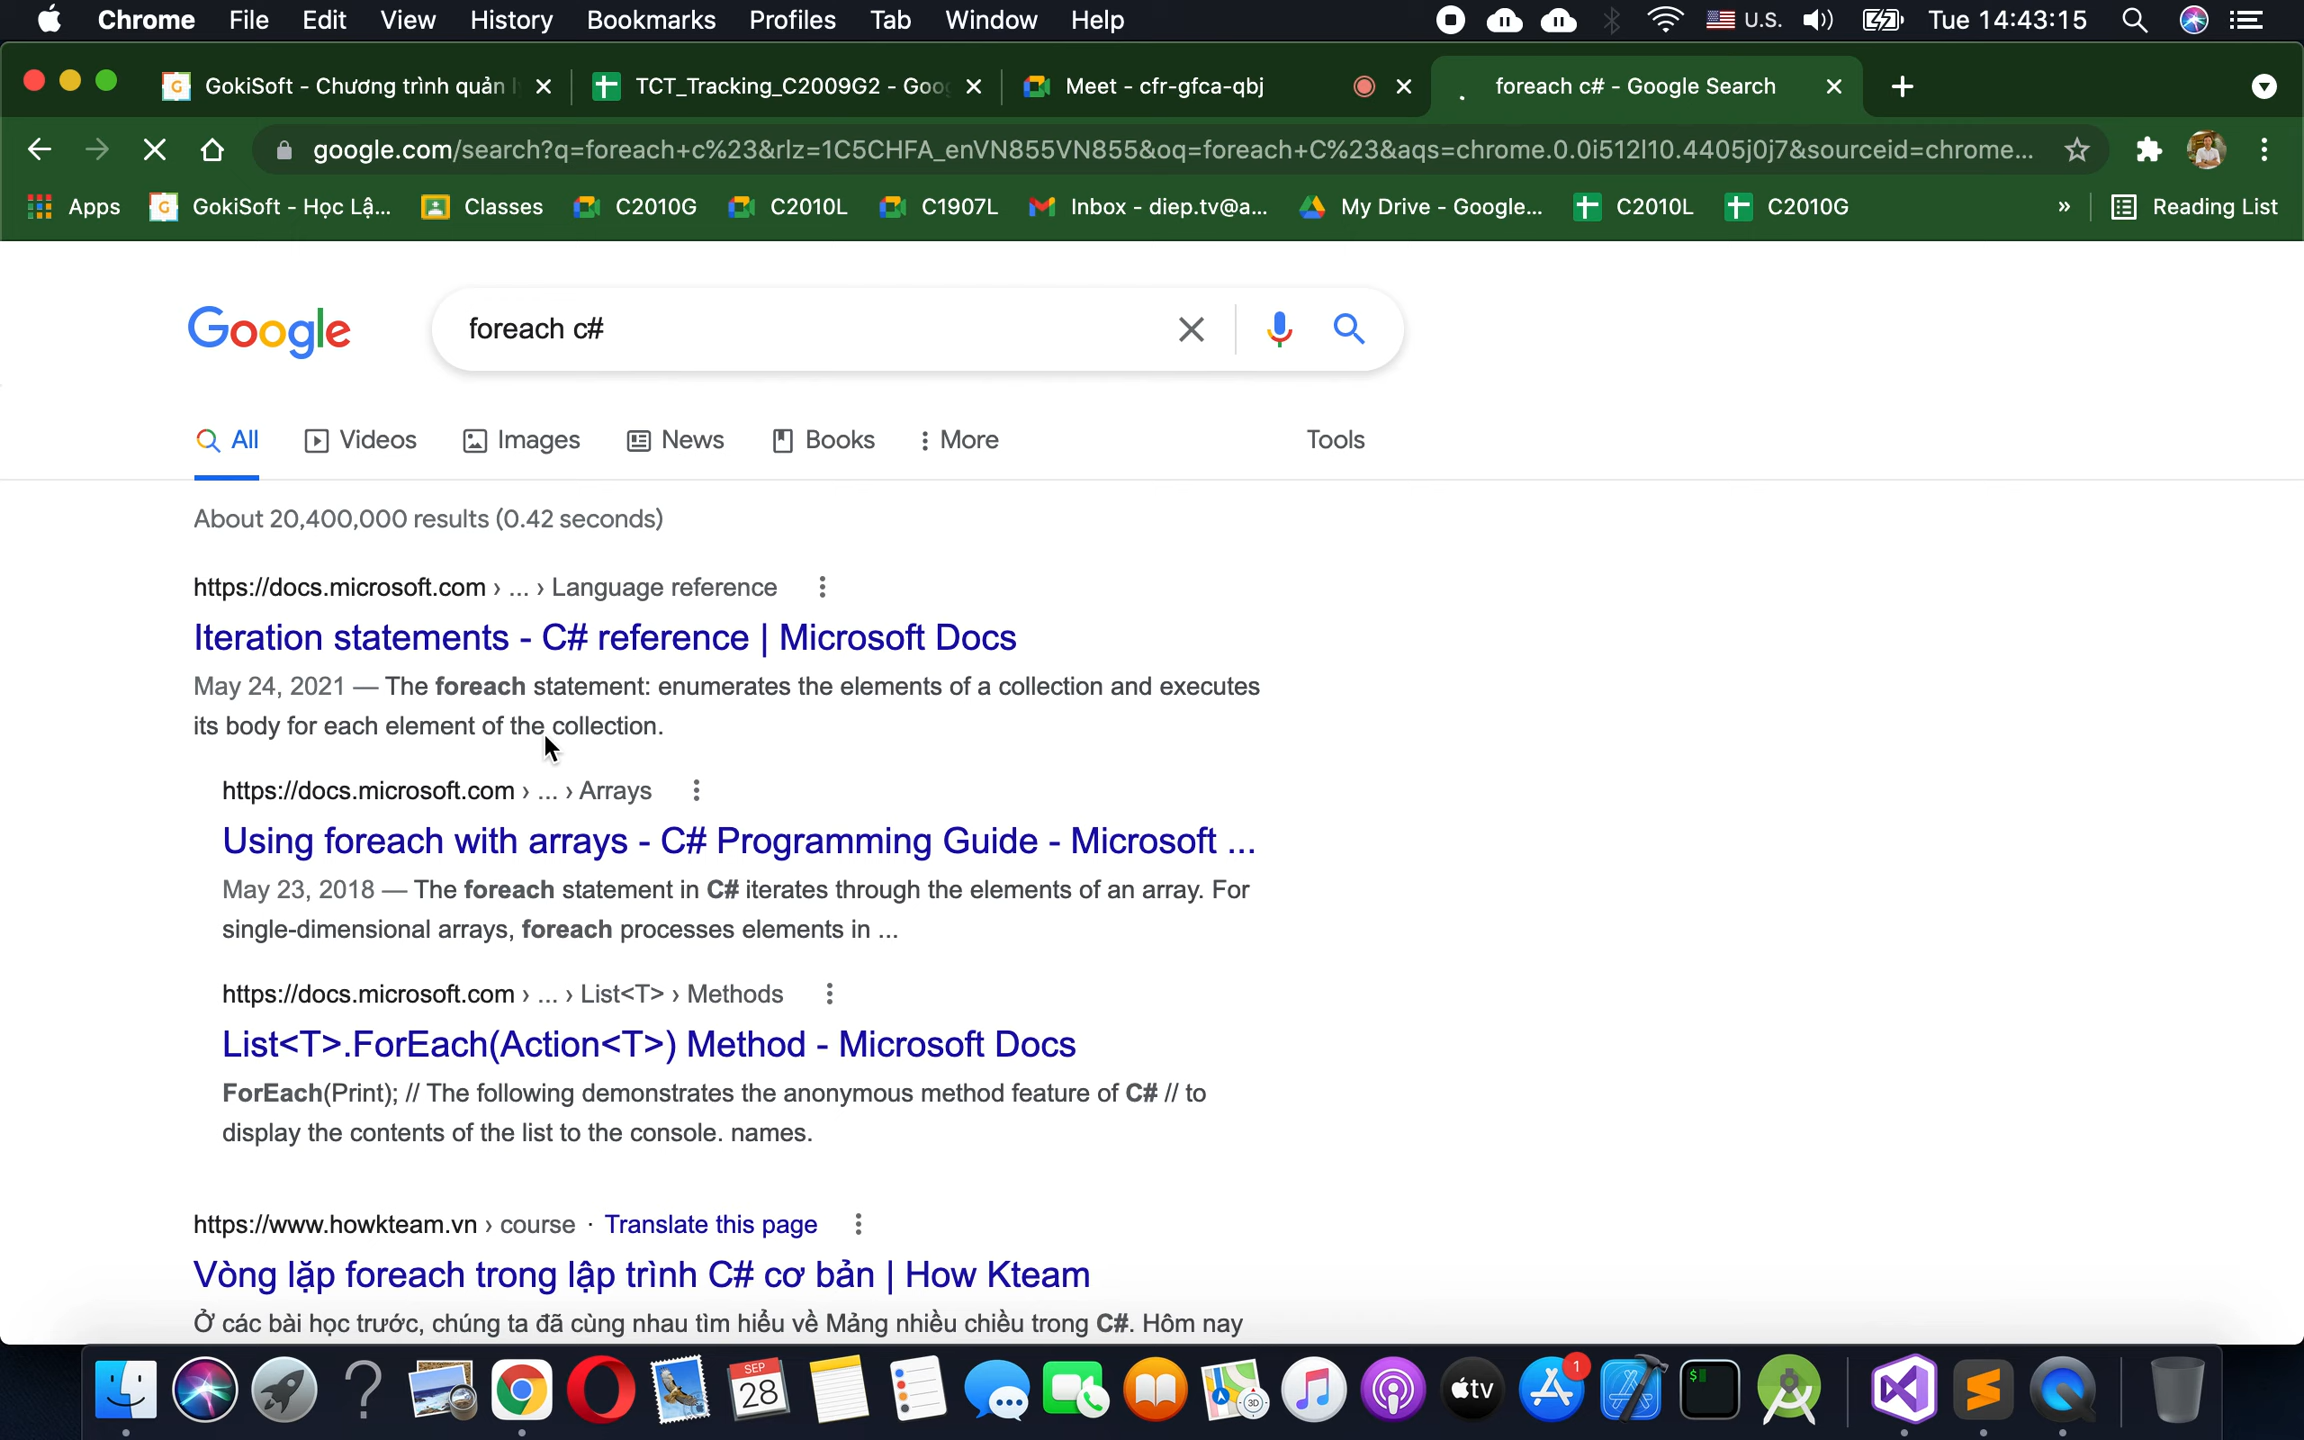 Chrome File Edit View History Bookmarks Profiles Tab Window Help U.S. Tue 14:43:15
GokiSoft - Chương trình quản TCT_Tracking_C2009G2 - Goo Meet - cfr-gfca-qbj foreach c# - Google Search
google.com/search?q=foreach+c%23&rlz=1C5CHFA_enVN855VN855&oq=foreach+C%23&aqs=chrome.0.0i512l10.4405j0j7&sourceid=chrome...
Apps GokiSoft - Học Lậ... Classes C2010G C2010L C1907L Inbox - diep.tv@a... My Drive - Google... C2010L C2010G » Reading List
Google foreach c#
All Videos Images News Books More Tools
About 20,400,000 results (0.42 seconds)
https://docs.microsoft.com › ... › Language reference
Iteration statements - C# reference | Microsoft Docs
May 24, 2021 — The foreach statement: enumerates the elements of a collection and executes
its body for each element of the collection.
https://docs.microsoft.com › ... › Arrays
Using foreach with arrays - C# Programming Guide - Microsoft ...
May 23, 2018 — The foreach statement in C# iterates through the elements of an array. For
single-dimensional arrays, foreach processes elements in ...
https://docs.microsoft.com › ... › List<T> › Methods
List<T>.ForEach(Action<T>) Method - Microsoft Docs
ForEach(Print); // The following demonstrates the anonymous method feature of C# // to
display the contents of the list to the console. names.
https://www.howkteam.vn › course · Translate this page
Vòng lặp foreach trong lập trình C# cơ bản | How Kteam
Ở các bài học trước, chúng ta đã cùng nhau tìm hiểu về Mảng nhiều chiều trong C#. Hôm nay
SEP
28
3D
tv
1
$